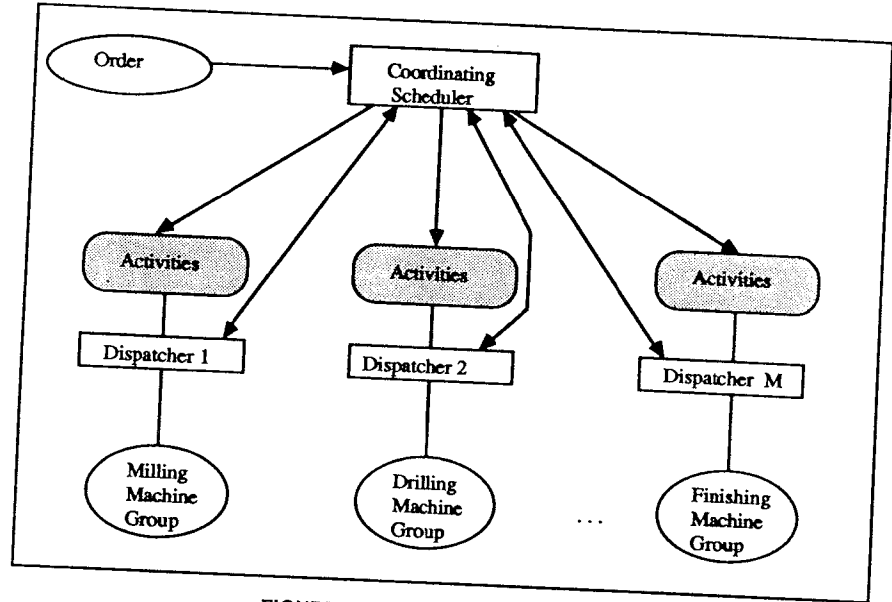 Order
Coordinating
Scheduler
Activities
Activities
Activities
Dispatcher 1
Dispatcher 2
Dispatcher M
Milling
Machine
Group
Drilling
Machine
Group
...
Finishing
Machine
Group